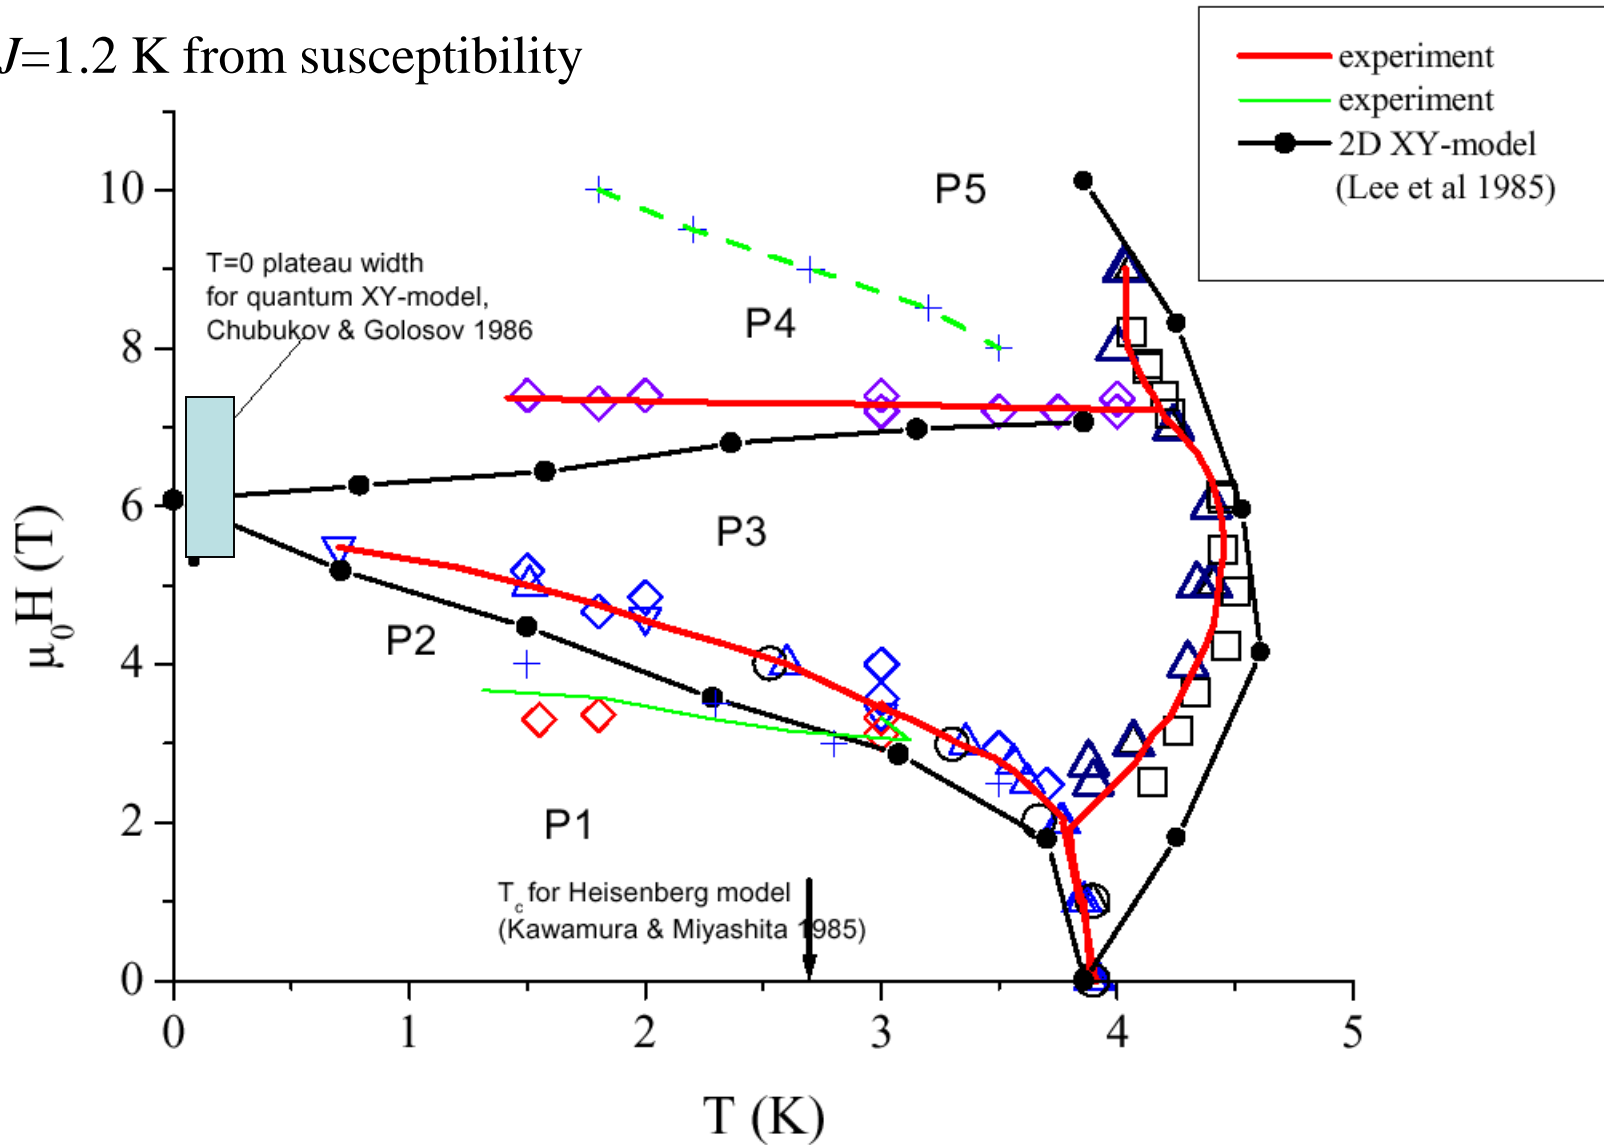 J=1.2 K from susceptibility
experiment
experiment
2D XY-model
(Lee et al 1985)
T=0 plateau width
for quantum XY-model,
Chubukov & Golosov 1986
P5
P4
P3
P2
P1
Tc for Heisenberg model
(Kawamura & Miyashita 1985)
10
8
6
4
2
0
μ0H (T)
0 1 2 3 4 5
T (K)